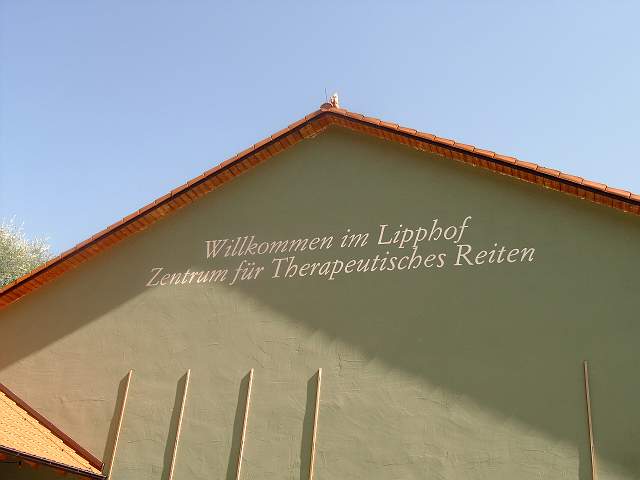 Willkommen im Lipphof
Zentrum für Therapeutisches Reiten